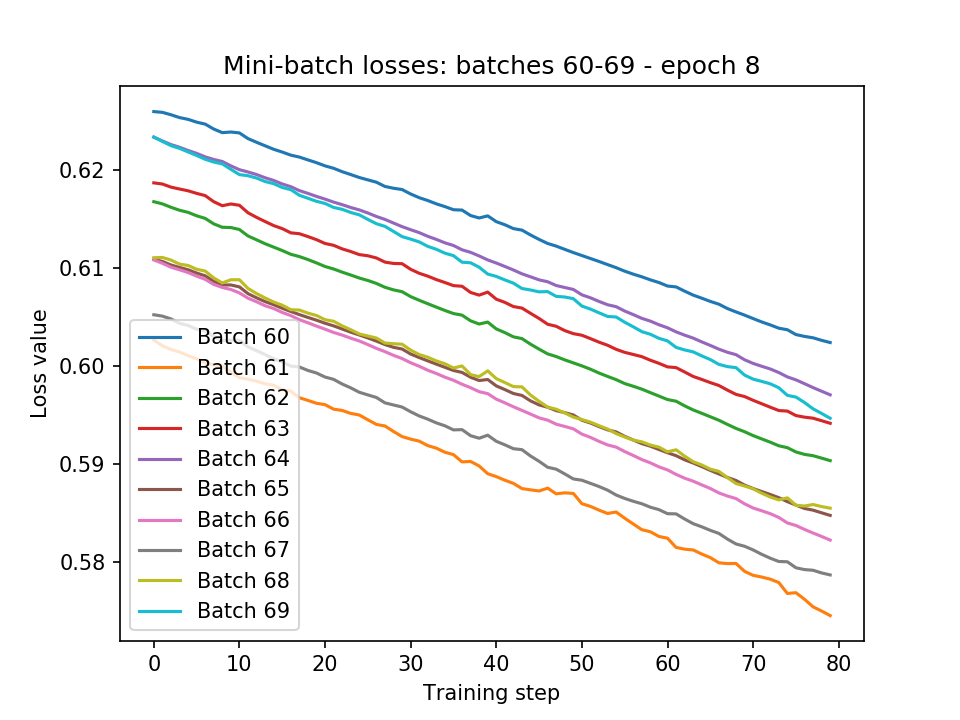 Mini-batch losses: batches 60-69 - epoch 8
Loss value
0.62
0.61
0.60
0.59
0.58
Batch 60
Batch 61
Batch 62
Batch 63
Batch 64
Batch 65
Batch 66
Batch 67
Batch 68
Batch 69
0 10 20 30 40 50 60 70 80
Training step